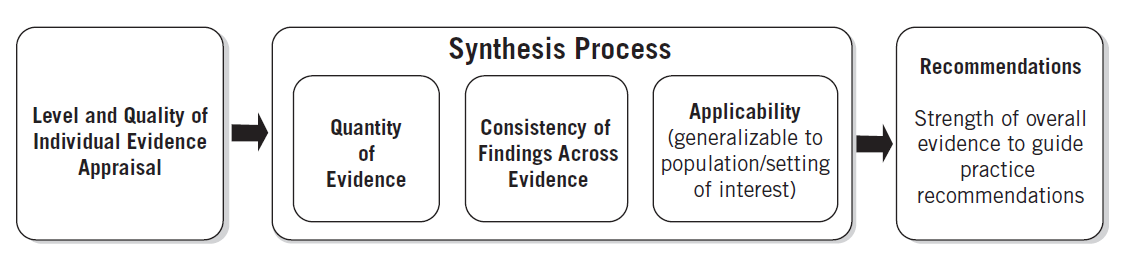 Level and Quality of
Individual Evidence
Appraisal
Synthesis Process
Quantity
of
Evidence
Consistency of
Findings Across
Evidence
Applicability
(generalizable to
population/setting
of interest)
Recommendations
Strength of overall
evidence to guide
practice
recommendations